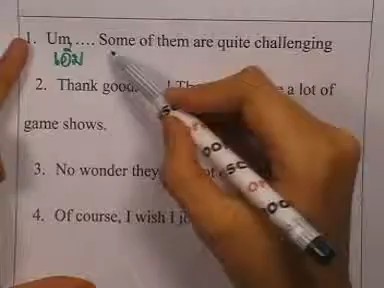 1. Um, .... Some of them are quite challenging
เอิ่ม
2. Thank good a lot of
game shows.
3. No wonder they
4. Of course, I wish I